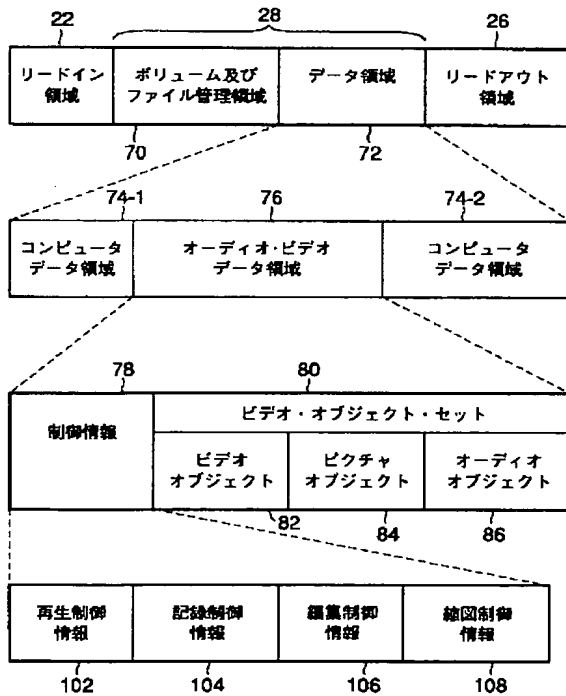 22 28 26
リードイン ボリューム及び データ領域 リードアウト
領域 ファイル管理領域 領域
70 72
74-1 76 74-2
コンピュータ オーディオ・ビデオ コンピュータ
データ領域 データ領域 データ領域
78 80
制御情報 ビデオ・オブジェクト・セット
ビデオ ピクチャ オーディオ
オブジェクト オブジェクト オブジェクト
82 84 86
再生制御 記録制御 編集制御 縮図制御
情報 情報 情報 情報
102 104 106 108